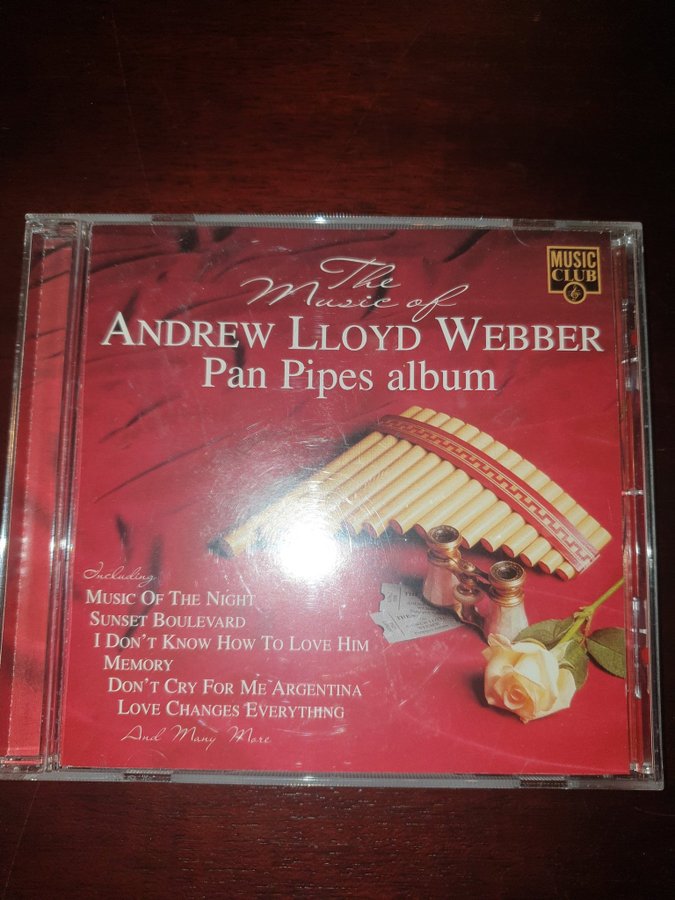 The
Music of
ANDREW LLOYD WEBBER
Pan Pipes album
MUSIC
CLUB
Including
MUSIC OF THE NIGHT
SUNSET BOULEVARD
I DON'T KNOW HOW TO LOVE HIM
MEMORY
DON'T CRY FOR ME ARGENTINA
LOVE CHANGES EVERYTHING
And Many More